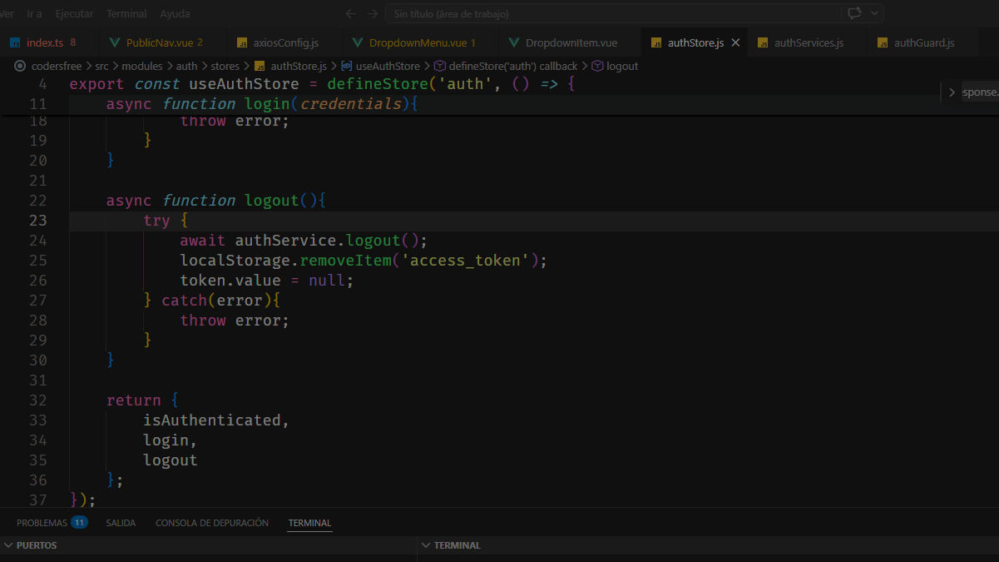 Ver Ir a Ejecutar Terminal Ayuda Sin título (área de trabajo)
index.ts 8 PublicNav.vue 2 axiosConfig.js DropdownMenu.vue 1 DropdownItem.vue authStore.js authServices.js authGuard.js
codersfree > src > modules > auth > stores > authStore.js > useAuthStore > defineStore('auth') callback > logout
4 export const useAuthStore = defineStore('auth', () => {
11 async function login(credentials){
sponse.
18 throw error;
19 }
20 }
21
22 async function logout(){
23 try {
24 await authService.logout();
25 localStorage.removeItem('access_token');
26 token.value = null;
27 } catch(error){
28 throw error;
29 }
30 }
31
32 return {
33 isAuthenticated,
34 login,
35 logout
36 };
37 });
PROBLEMAS 11 SALIDA CONSOLA DE DEPURACIÓN TERMINAL
PUERTOS TERMINAL